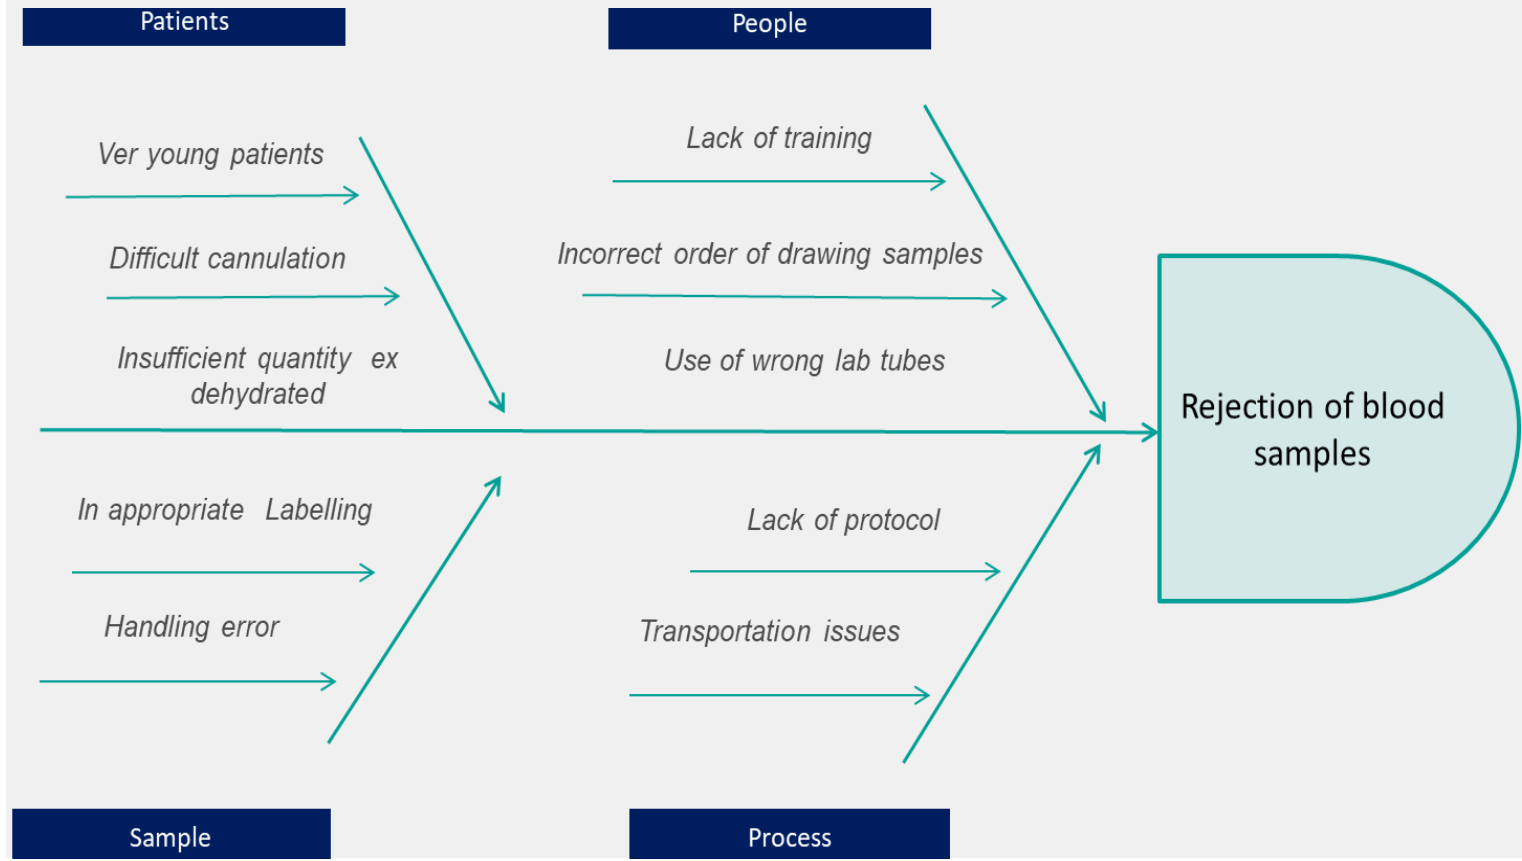 Patients
People
Ver young patients
Difficult cannulation
Insufficient quantity ex
dehydrated
Lack of training
Incorrect order of drawing samples
Use of wrong lab tubes
Rejection of blood
samples
In appropriate Labelling
Handling error
Lack of protocol
Transportation issues
Sample
Process